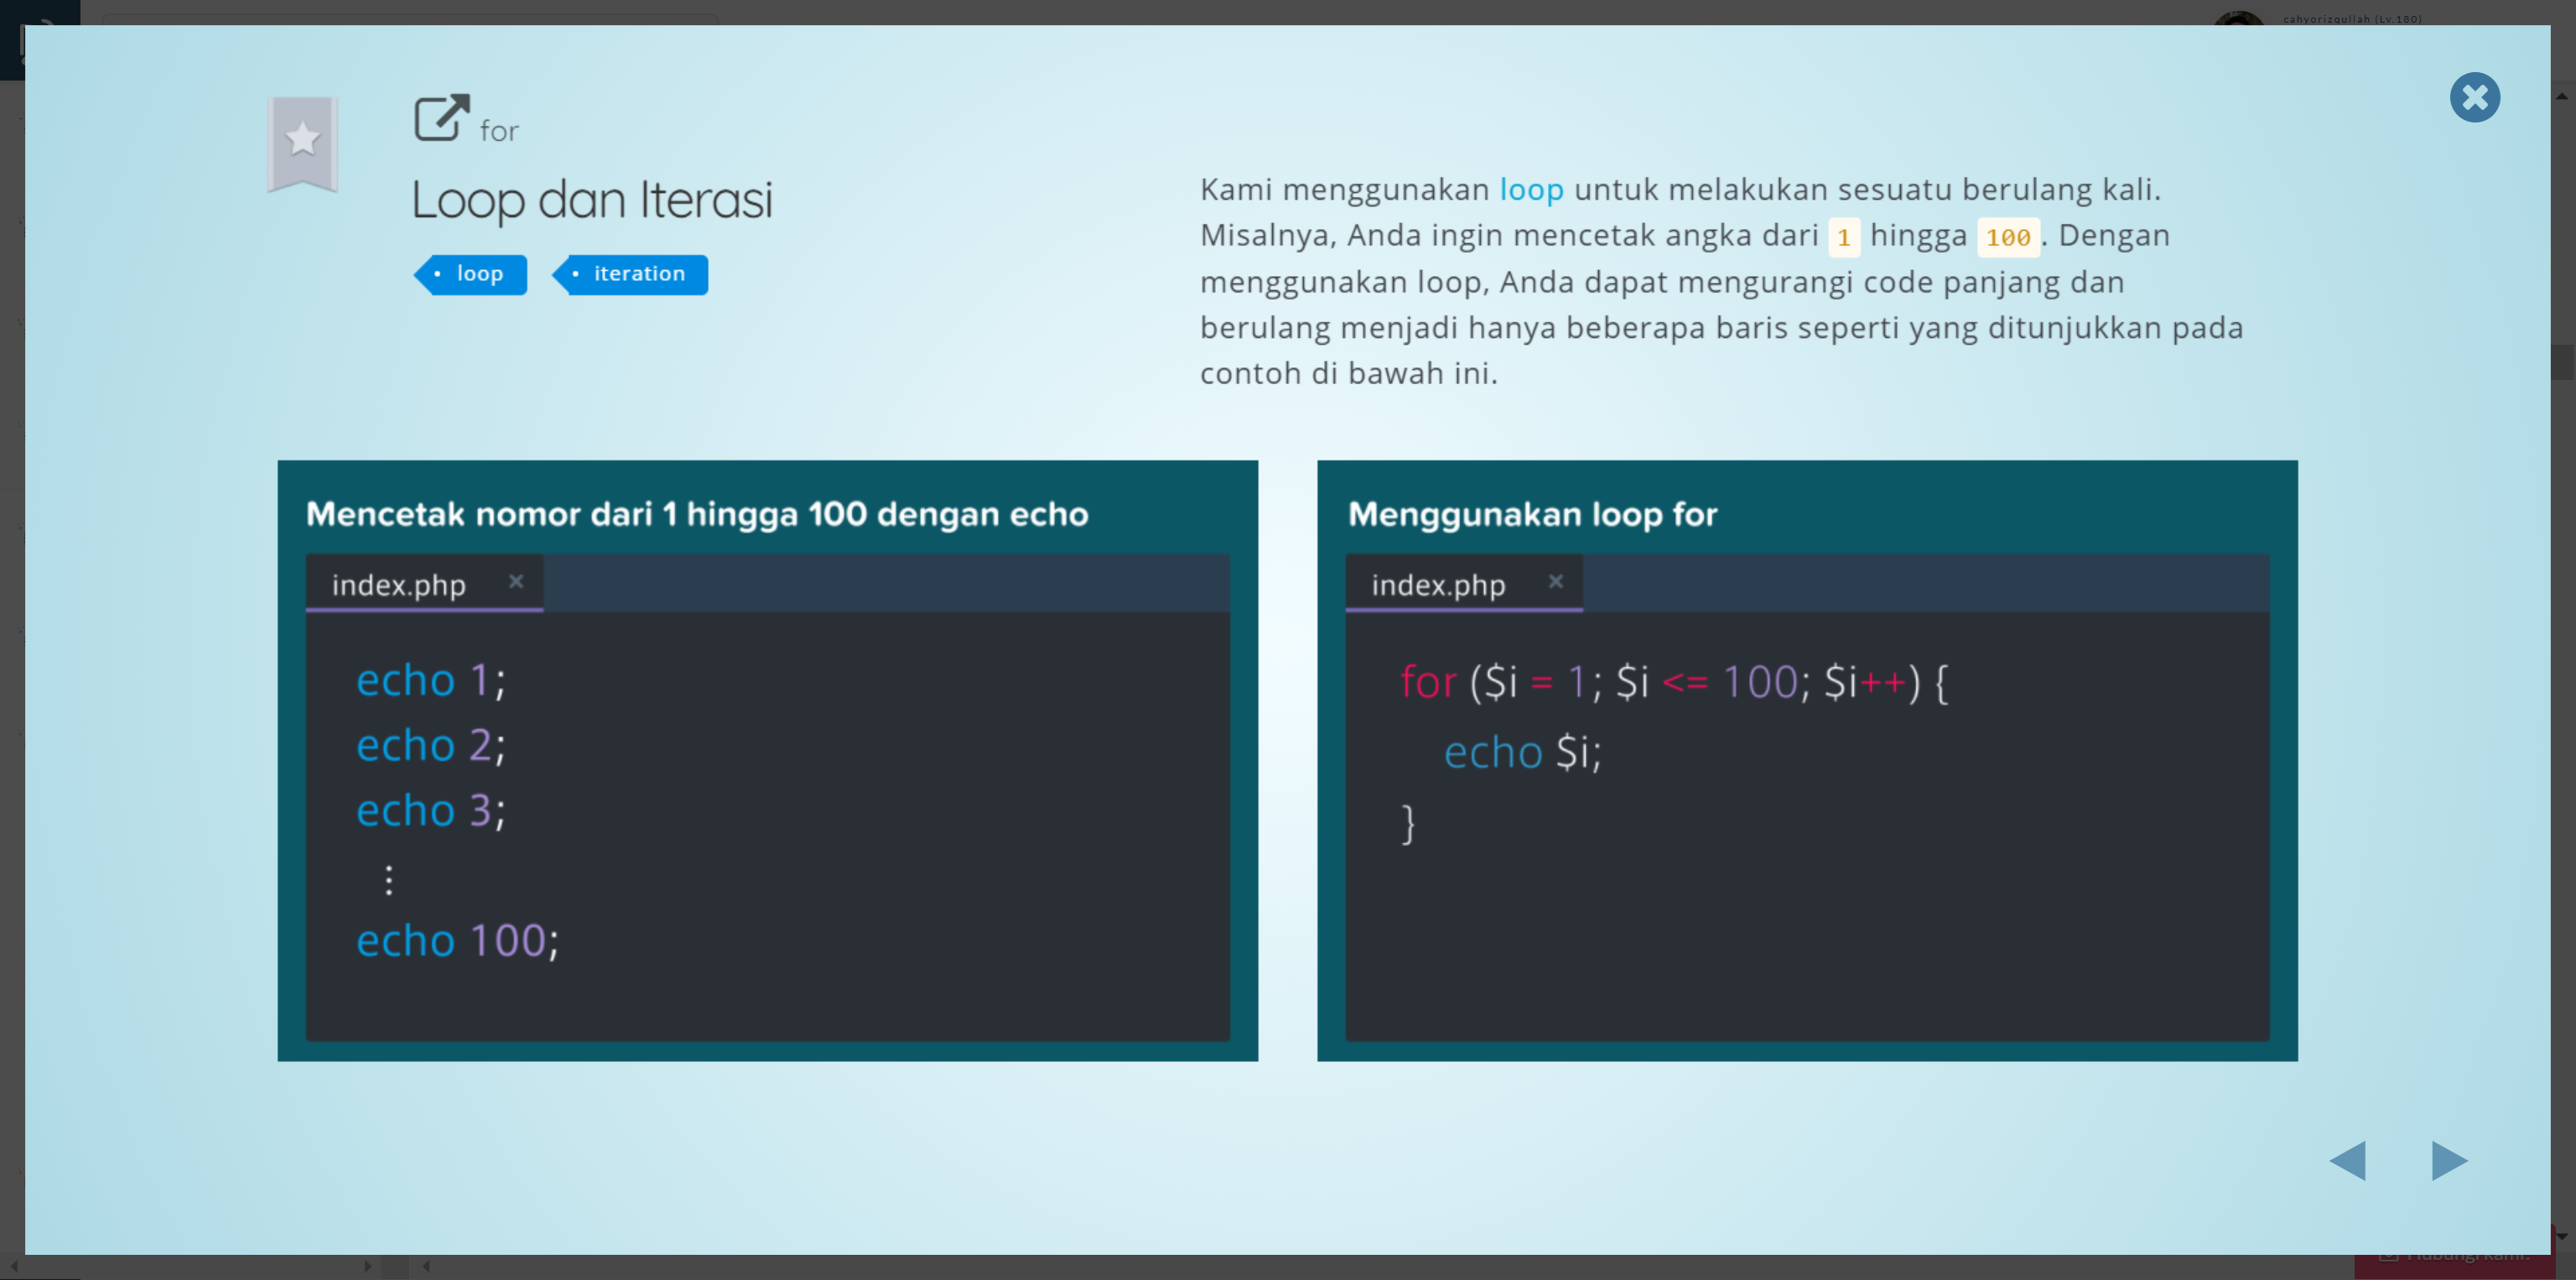 cahyorizqullah (Lv.180)
for
Loop dan Iterasi
loop
iteration
Kami menggunakan loop untuk melakukan sesuatu berulang kali.
Misalnya, Anda ingin mencetak angka dari 1 hingga 100. Dengan
menggunakan loop, Anda dapat mengurangi code panjang dan
berulang menjadi hanya beberapa baris seperti yang ditunjukkan pada
contoh di bawah ini.
Mencetak nomor dari 1 hingga 100 dengan echo
index.php
echo 1;
echo 2;
echo 3;
⋮
echo 100;
Menggunakan loop for
index.php
for ($i = 1; $i <= 100; $i++) {
echo $i;
}
Hubungi kami!